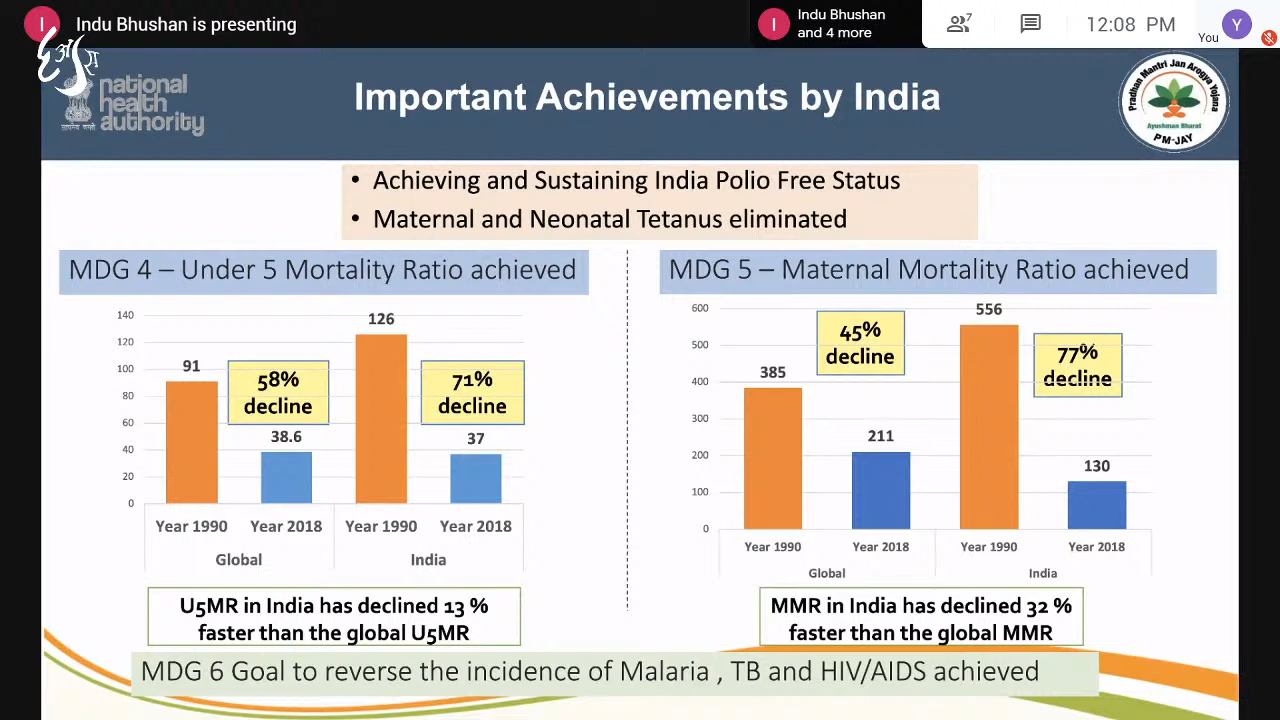 I Indu Bhushan is presenting
I Indu Bhushan
and 4 more
7
12:08 PM
You
Y
national
health
authority
Important Achievements by India
Pradhan Mantri Jan Arogya Yojana
Ayushman Bharat
PM-JAY
• Achieving and Sustaining India Polio Free Status
• Maternal and Neonatal Tetanus eliminated
MDG 4 – Under 5 Mortality Ratio achieved
140
120
100
80
60
40
20
0
91
58%
decline
38.6
126
71%
decline
37
Year 1990 Year 2018 Year 1990 Year 2018
Global India
U5MR in India has declined 13 %
faster than the global U5MR
MDG 5 – Maternal Mortality Ratio achieved
600
500
400
300
200
100
0
385
45%
decline
211
556
77%
decline
130
Year 1990 Year 2018 Year 1990 Year 2018
Global India
MMR in India has declined 32 %
faster than the global MMR
MDG 6 Goal to reverse the incidence of Malaria , TB and HIV/AIDS achieved